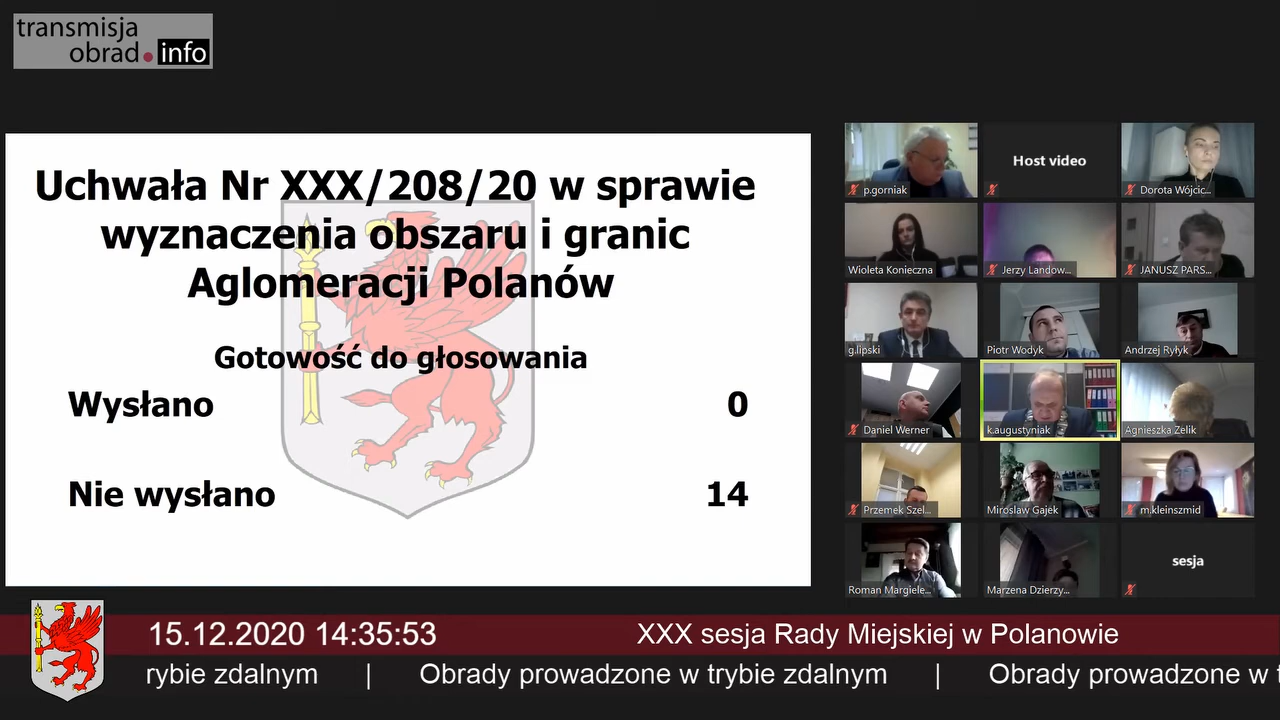 transmisja
obrad.info
Uchwała Nr XXX/208/20 w sprawie
wyznaczenia obszaru i granic
Aglomeracji Polanów
Gotowość do głosowania
Wysłano 0
Nie wysłano 14
p.gorniak
Host video
Dorota Wójcic...
Wioleta Konieczna
Jerzy Landow...
JANUSZ PARS...
g.lipski
Piotr Wodyk
Andrzej Ryłyk
Daniel Werner
k.augustyniak
Agnieszka Zelik
Przemek Szel...
Miroslaw Gajek
m.kleinszmid
Roman Margiele...
Marzena Dzierzy...
sesja
15.12.2020 14:35:53
XXX sesja Rady Miejskiej w Polanowie
rybie zdalnym | Obrady prowadzone w trybie zdalnym | Obrady prowadzone w t